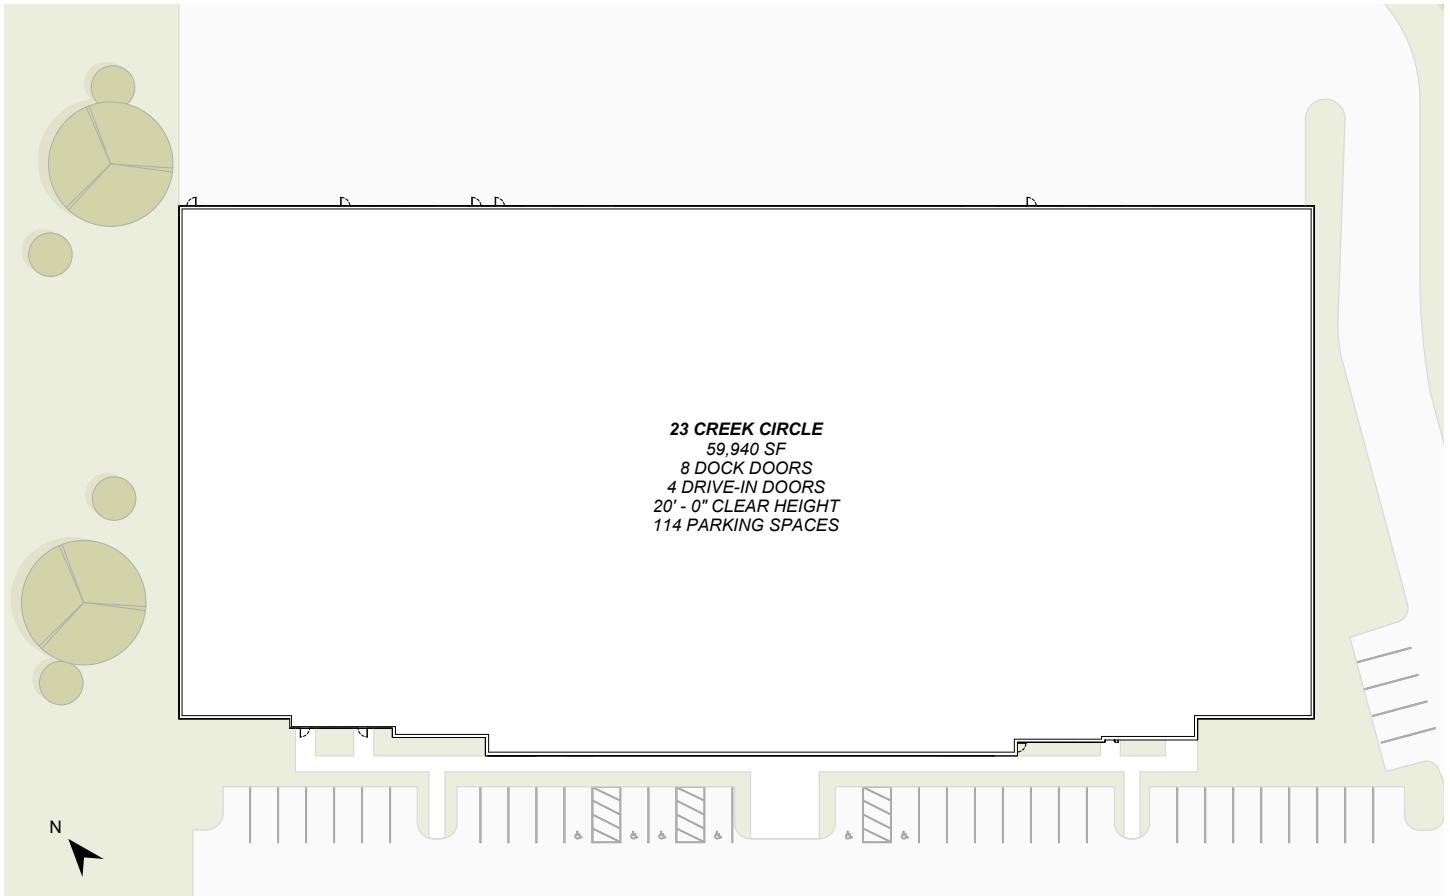 23 CREEK CIRCLE
59,940 SF
8 DOCK DOORS
4 DRIVE-IN DOORS
20' - 0" CLEAR HEIGHT
114 PARKING SPACES
N